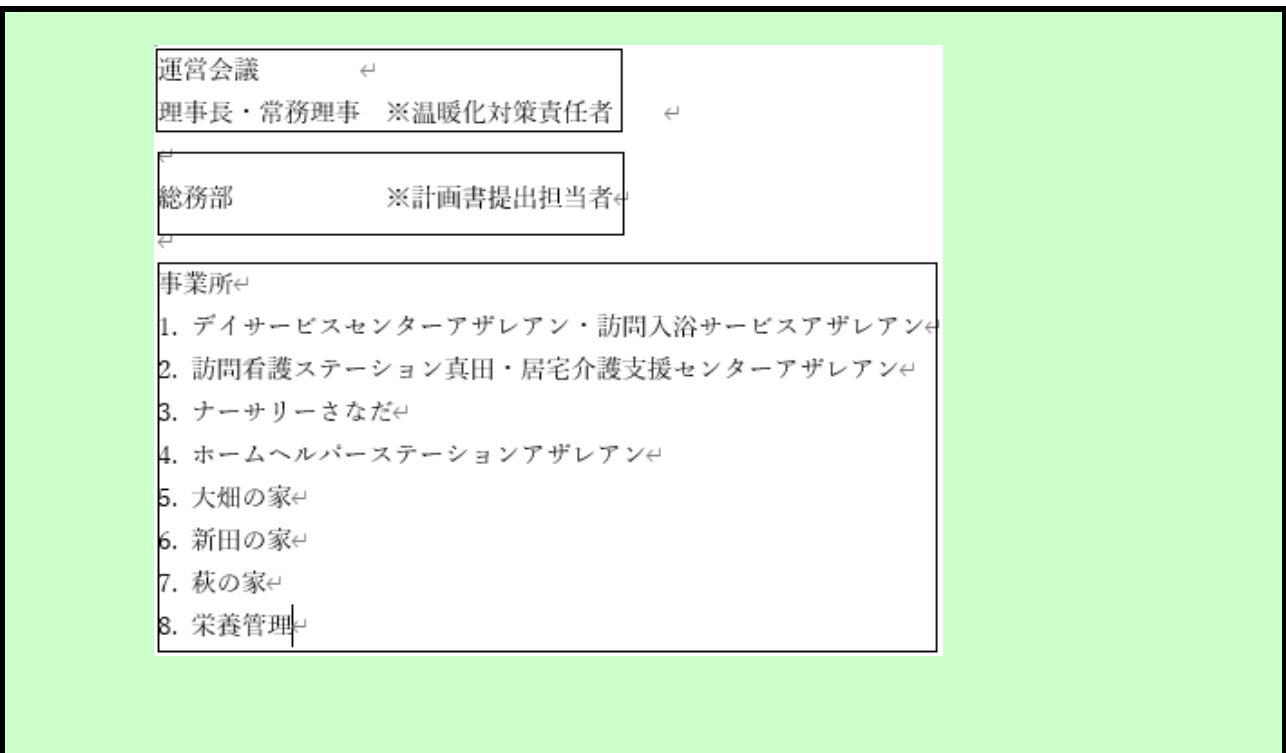 運営会議
理事長・常務理事　※温暖化対策責任者
総務部　※計画書提出担当者
事業所
1. デイサービスセンターアザレアン・訪問入浴サービスアザレアン
2. 訪問看護ステーション真田・居宅介護支援センターアザレアン
3. ナーサリーさなだ
4. ホームヘルパーステーションアザレアン
5. 大畑の家
6. 新田の家
7. 萩の家
8. 栄養管理